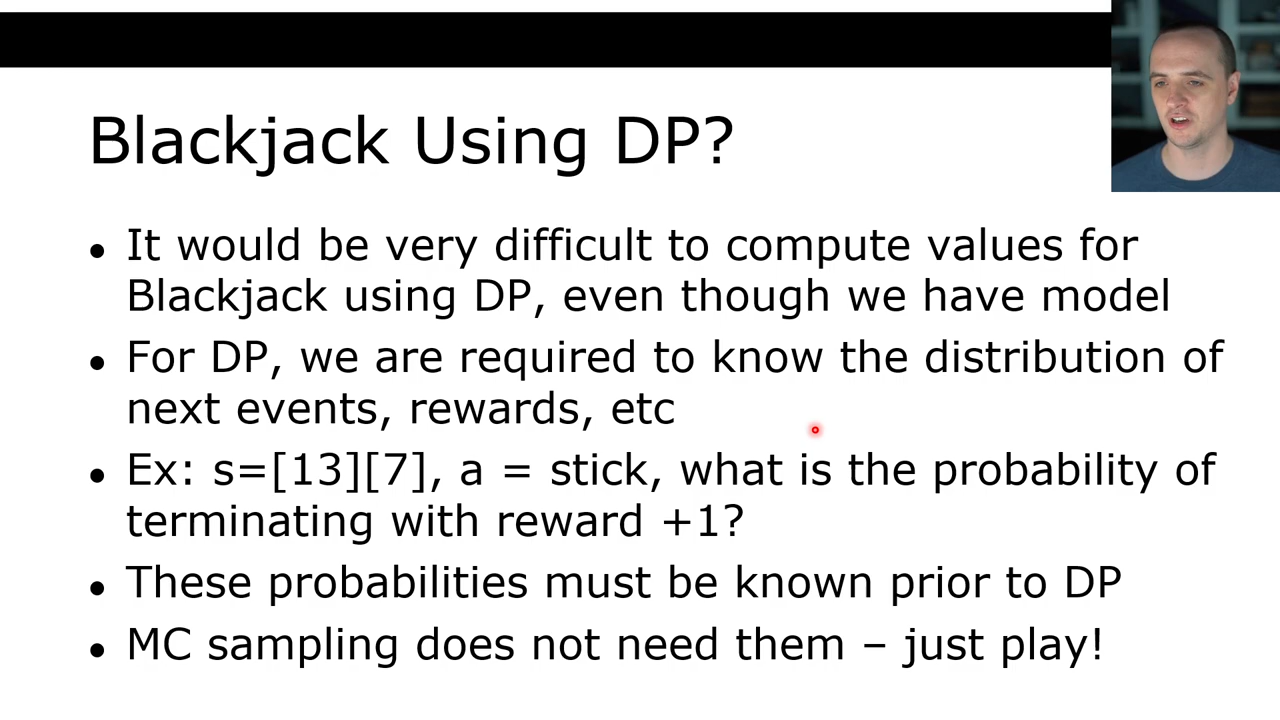 Blackjack Using DP?
• It would be very difficult to compute values for
Blackjack using DP, even though we have model
• For DP, we are required to know the distribution of
next events, rewards, etc
• Ex: s=[13][7], a = stick, what is the probability of
terminating with reward +1?
• These probabilities must be known prior to DP
• MC sampling does not need them – just play!